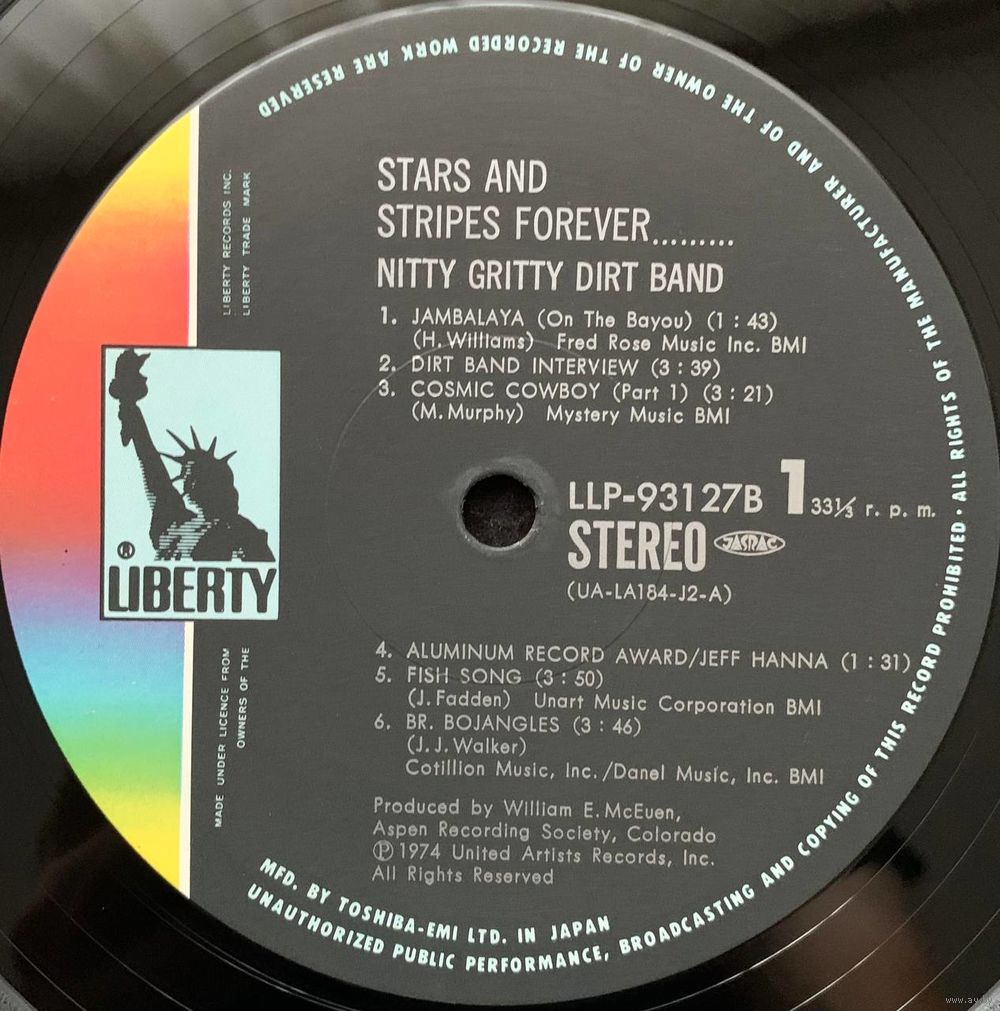 STARS AND
STRIPES FOREVER.........
NITTY GRITTY DIRT BAND
1. JAMBALAYA (On The Bayou) (1 : 43)
(H. Williams) Fred Rose Music Inc. BMI
2. DIRT BAND INTERVIEW (3 : 39)
3. COSMIC COWBOY (Part 1) (3 : 21)
(M. Murphy) Mystery Music BMI
LLP-93127B 1 33⅓ r. p. m.
STEREO JASRAC
(UA-LA184-J2-A)
4. ALUMINUM RECORD AWARD/JEFF HANNA (1 : 31)
5. FISH SONG (3 : 50)
(J. Fadden) Unart Music Corporation BMI
6. BR. BOJANGLES (3 : 46)
(J. J. Walker)
Cotillion Music, Inc./Danel Music, Inc. BMI
Produced by William E. McEuen,
Aspen Recording Society, Colorado
℗ 1974 United Artists Records, Inc.
All Rights Reserved
LIBERTY RECORDS INC.
LIBERTY TRADE MARK
®
LIBERTY
MADE UNDER LICENCE FROM
OWNERS OF THE
MFD. BY TOSHIBA-EMI LTD. IN JAPAN
UNAUTHORIZED PUBLIC PERFORMANCE, BROADCASTING AND COPYING OF THIS RECORD PROHIBITED · ALL RIGHTS OF THE MANUFACTURER AND OF THE OWNER OF THE RECORDED WORK ARE RESERVED